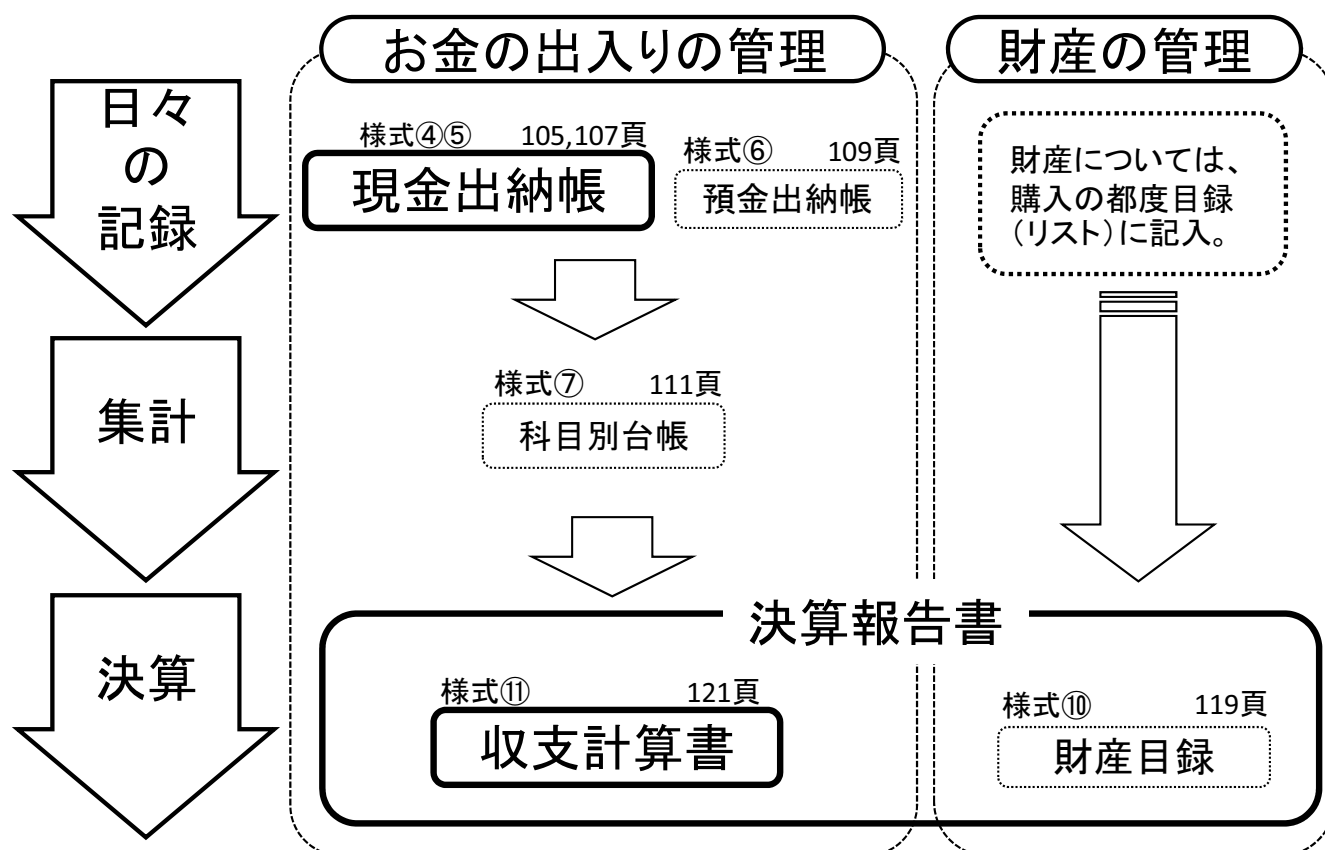 お金の出入りの管理
財産の管理
日々
の
記録
様式④⑤ 105,107頁
現金出納帳
様式⑥ 109頁
預金出納帳
財産については、
購入の都度目録
(リスト)に記入。
集計
様式⑦ 111頁
科目別台帳
決算
決算報告書
様式⑪ 121頁
収支計算書
様式⑩ 119頁
財産目録